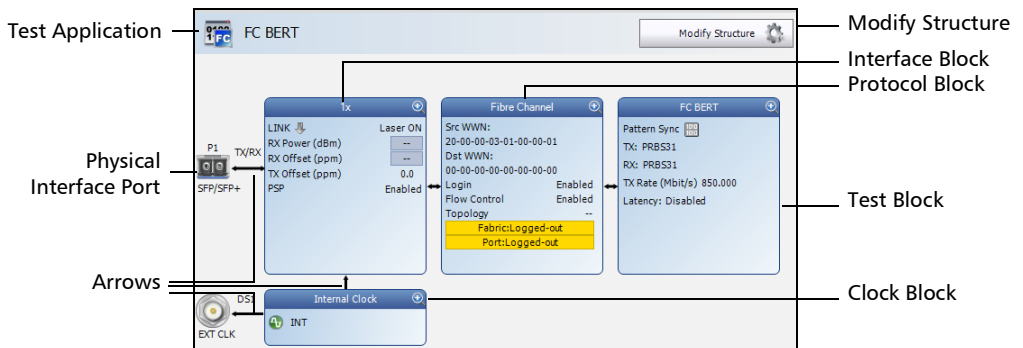 Test Application
FC BERT
Modify Structure
Modify Structure
Interface Block
Protocol Block
Physical
Interface Port
P1
TX/RX
SFP/SFP+
1x
LINK
Laser ON
RX Power (dBm)
--
RX Offset (ppm)
--
TX Offset (ppm)
0.0
PSP
Enabled
Fibre Channel
Src WWN:
20-00-00-03-01-00-00-01
Dst WWN:
00-00-00-00-00-00-00-00
Login
Enabled
Flow Control
Enabled
Topology
--
Fabric:Logged-out
Port:Logged-out
FC BERT
Pattern Sync
TX: PRBS31
RX: PRBS31
TX Rate (Mbit/s) 850.000
Latency: Disabled
Test Block
Arrows
DS1
EXT CLK
Internal Clock
INT
Clock Block